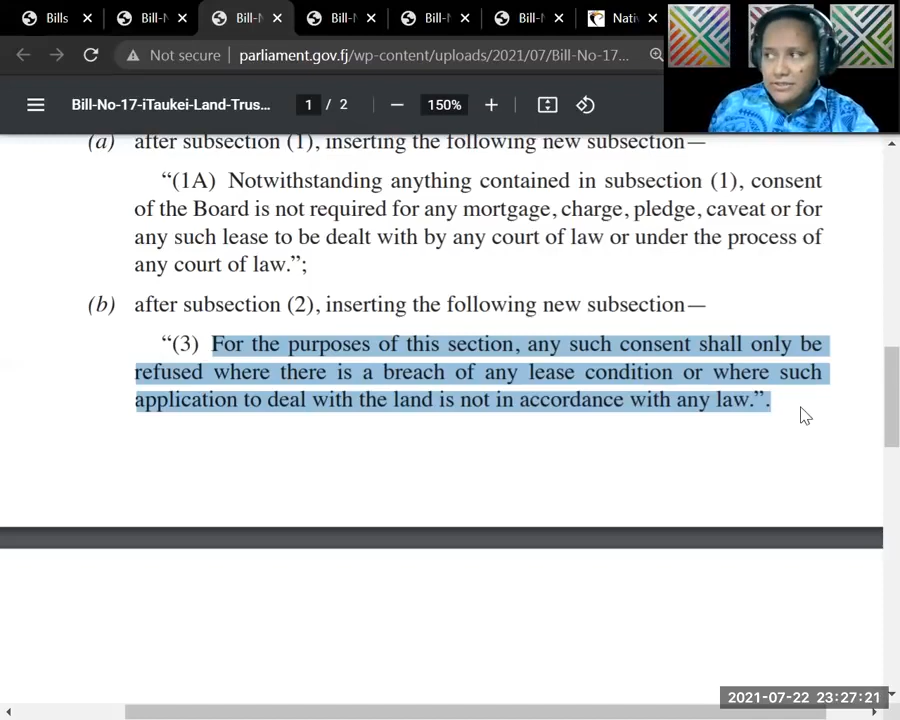 Bills
Bill-N
Bill-N
Bill-N
Bill-N
Bill-N
Nativ
Not secure
parliament.gov.fj/wp-content/uploads/2021/07/Bill-No-17...
Bill-No-17-iTaukei-Land-Trus...
1 / 2
150%
(a) after subsection (1), inserting the following new subsection—
“(1A) Notwithstanding anything contained in subsection (1), consent
of the Board is not required for any mortgage, charge, pledge, caveat or for
any such lease to be dealt with by any court of law or under the process of
any court of law.”;
(b) after subsection (2), inserting the following new subsection—
“(3) For the purposes of this section, any such consent shall only be
refused where there is a breach of any lease condition or where such
application to deal with the land is not in accordance with any law.”.
2021-07-22 23:27:21